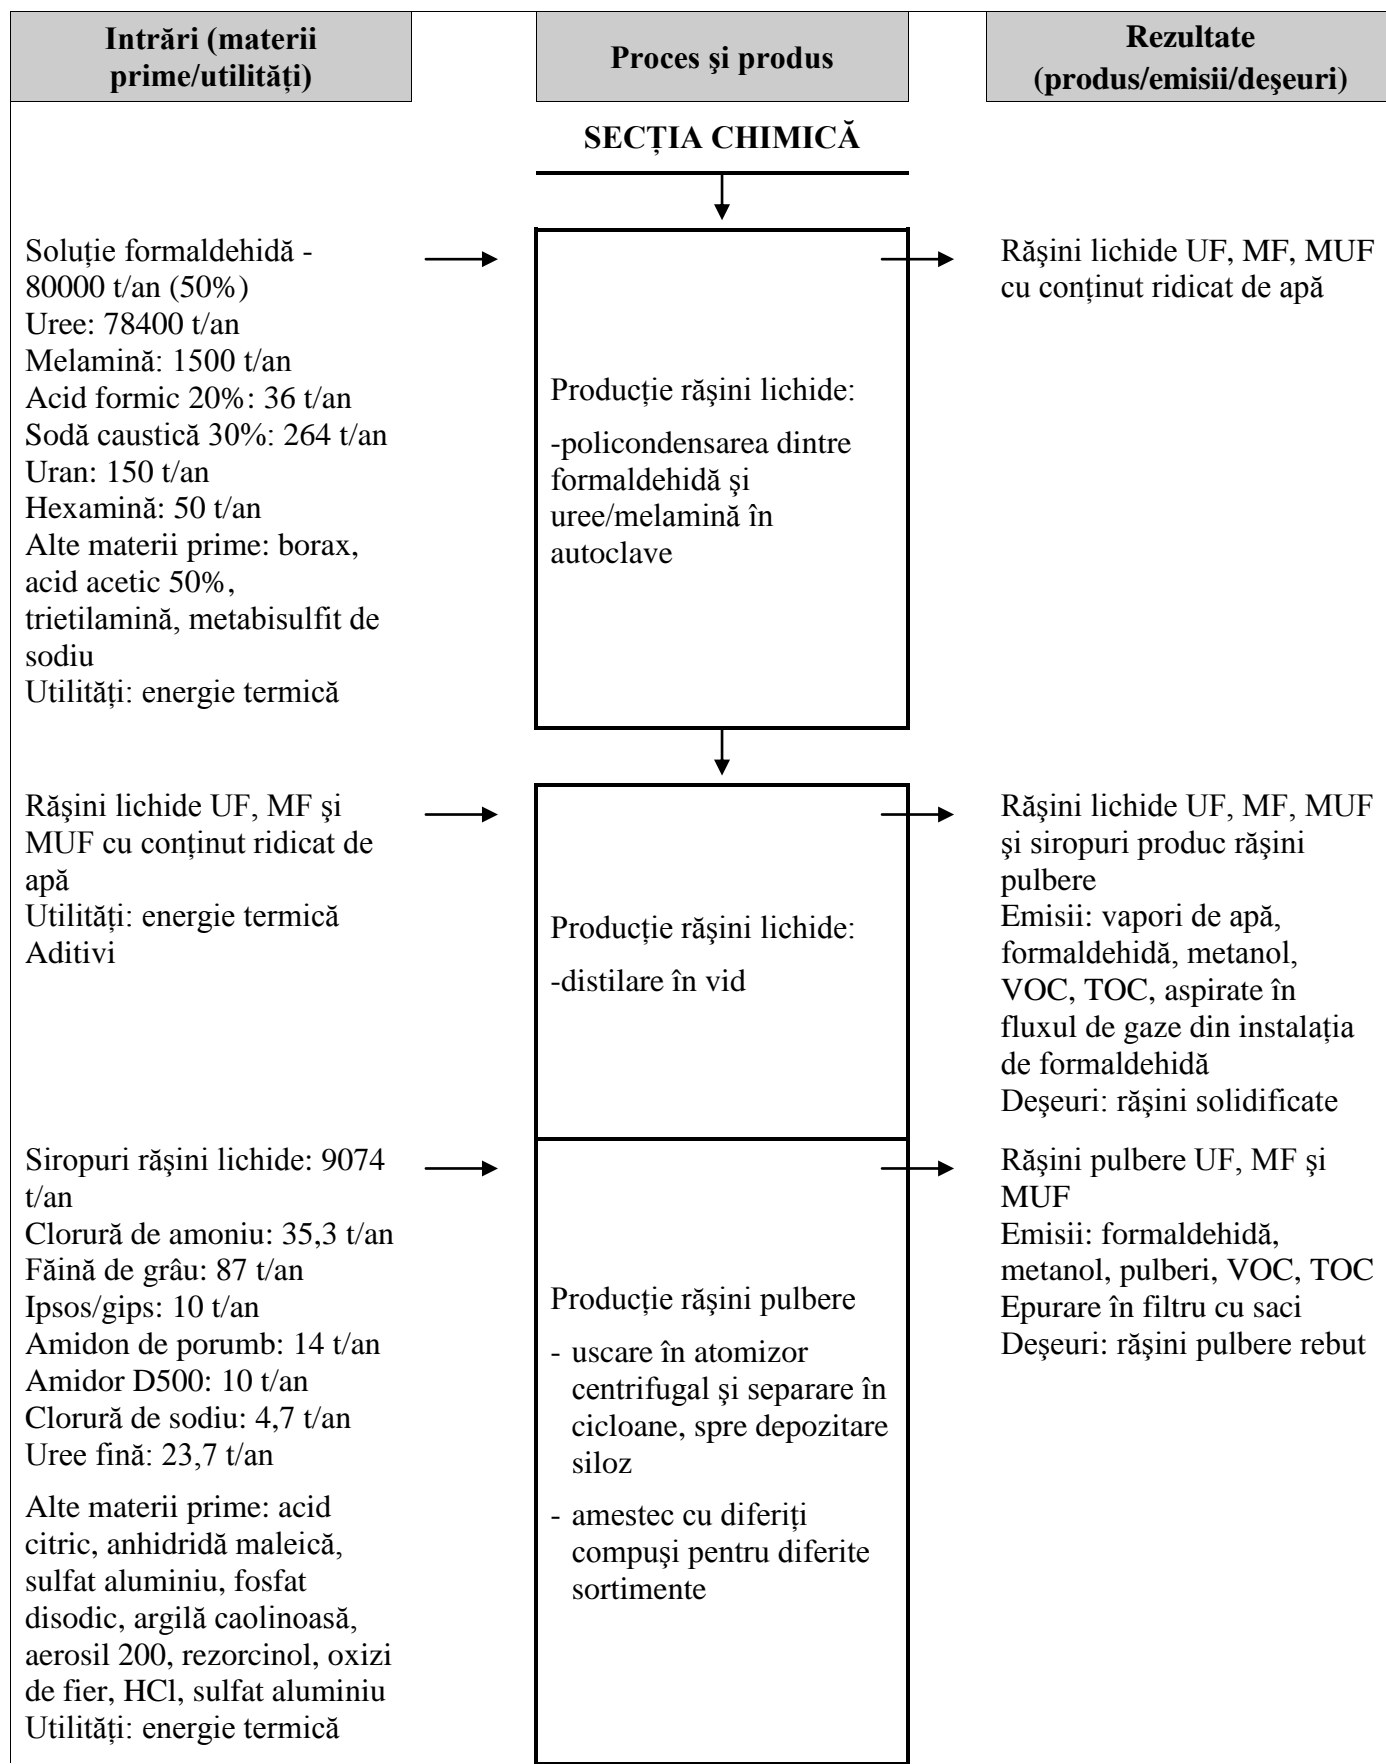 Intrări (materii
prime/utilități)
Proces şi produs
Rezultate
(produs/emisii/deşeuri)
SECȚIA CHIMICĂ
Soluție formaldehidă -
80000 t/an (50%)
Uree: 78400 t/an
Melamină: 1500 t/an
Acid formic 20%: 36 t/an
Sodă caustică 30%: 264 t/an
Uran: 150 t/an
Hexamină: 50 t/an
Alte materii prime: borax,
acid acetic 50%,
trietilamină, metabisulfit de
sodiu
Utilități: energie termică
Producție răşini lichide:
-policondensarea dintre
formaldehidă şi
uree/melamină în
autoclave
Răşini lichide UF, MF, MUF
cu conținut ridicat de apă
Răşini lichide UF, MF şi
MUF cu conținut ridicat de
apă
Utilități: energie termică
Aditivi
Producție răşini lichide:
-distilare în vid
Răşini lichide UF, MF, MUF
şi siropuri produc răşini
pulbere
Emisii: vapori de apă,
formaldehidă, metanol,
VOC, TOC, aspirate în
fluxul de gaze din instalația
de formaldehidă
Deşeuri: răşini solidificate
Siropuri răşini lichide: 9074
t/an
Clorură de amoniu: 35,3 t/an
Făină de grâu: 87 t/an
Ipsos/gips: 10 t/an
Amidon de porumb: 14 t/an
Amidor D500: 10 t/an
Clorură de sodiu: 4,7 t/an
Uree fină: 23,7 t/an
Alte materii prime: acid
citric, anhidridă maleică,
sulfat aluminiu, fosfat
disodic, argilă caolinoasă,
aerosil 200, rezorcinol, oxizi
de fier, HCl, sulfat aluminiu
Utilități: energie termică
Producție răşini pulbere
- uscare în atomizor
centrifugal şi separare în
cicloane, spre depozitare
siloz
- amestec cu diferiți
compuşi pentru diferite
sortimente
Răşini pulbere UF, MF şi
MUF
Emisii: formaldehidă,
metanol, pulberi, VOC, TOC
Epurare în filtru cu saci
Deşeuri: răşini pulbere rebut